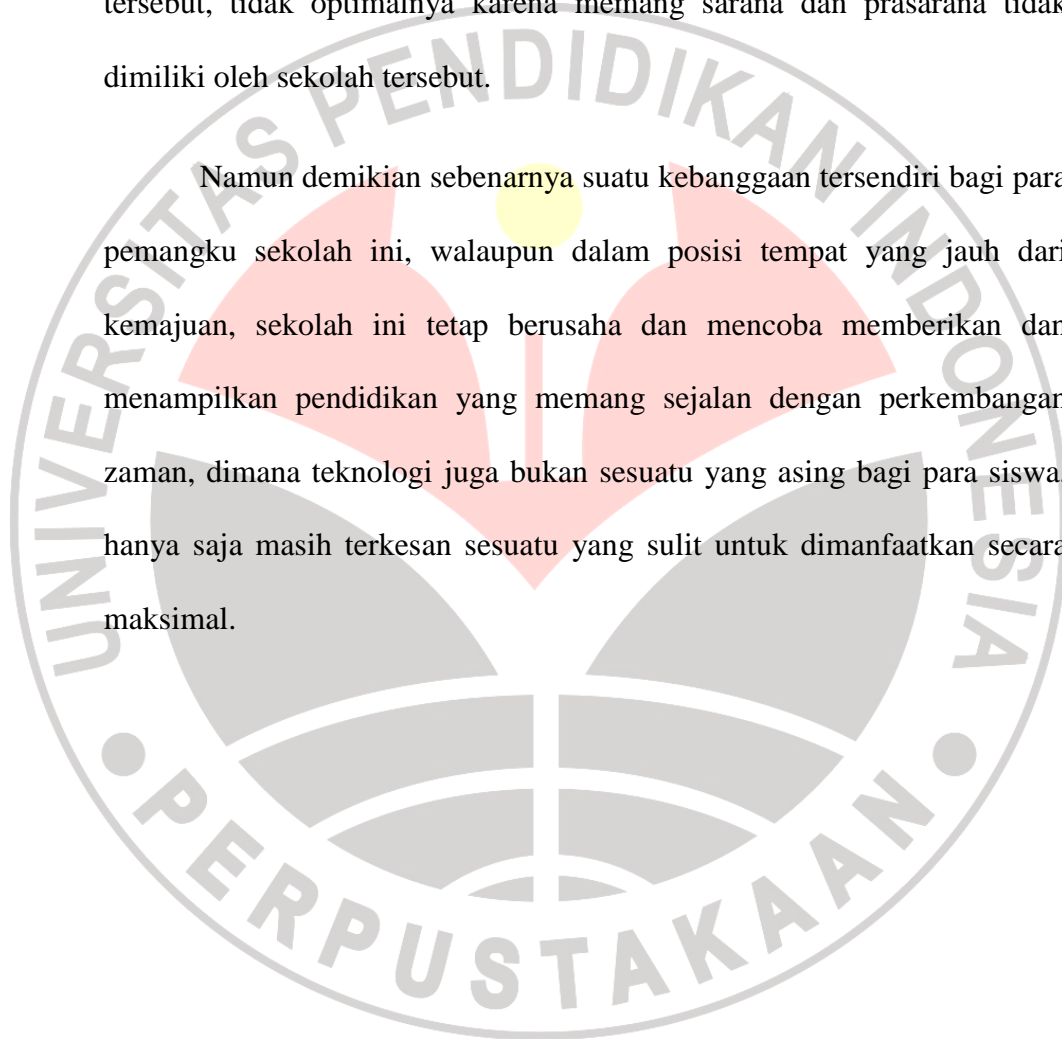 tersebut, tidak optimalnya karena memang sarana dan prasarana tidak
dimiliki oleh sekolah tersebut.
Namun demikian sebenarnya suatu kebanggaan tersendiri bagi para
pemangku sekolah ini, walaupun dalam posisi tempat yang jauh dari
kemajuan, sekolah ini tetap berusaha dan mencoba memberikan dan
menampilkan pendidikan yang memang sejalan dengan perkembangan
zaman, dimana teknologi juga bukan sesuatu yang asing bagi para siswa,
hanya saja masih terkesan sesuatu yang sulit untuk dimanfaatkan secara
maksimal.
UNIVERSITAS PENDIDIKAN INDONESIA
PERPUSTAKAAN